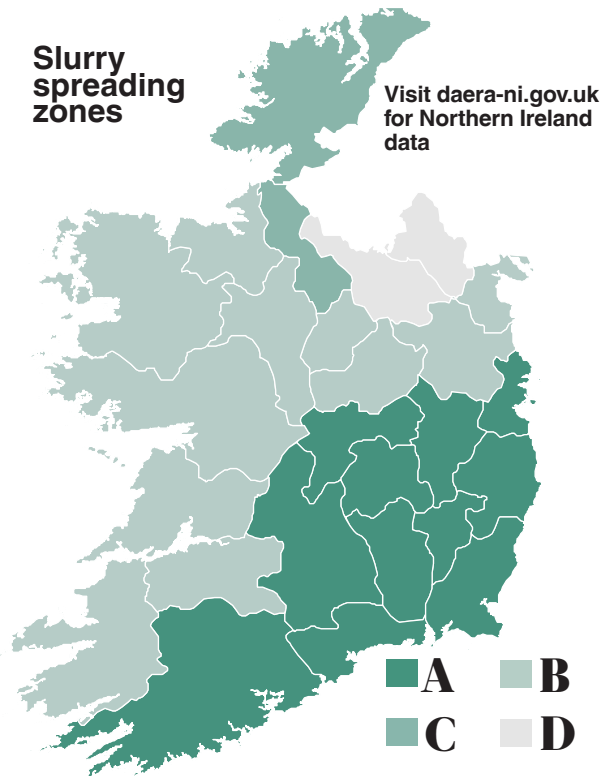 Slurry
spreading
zones
Visit daera-ni.gov.uk
for Northern Ireland
data
A
B
C
D